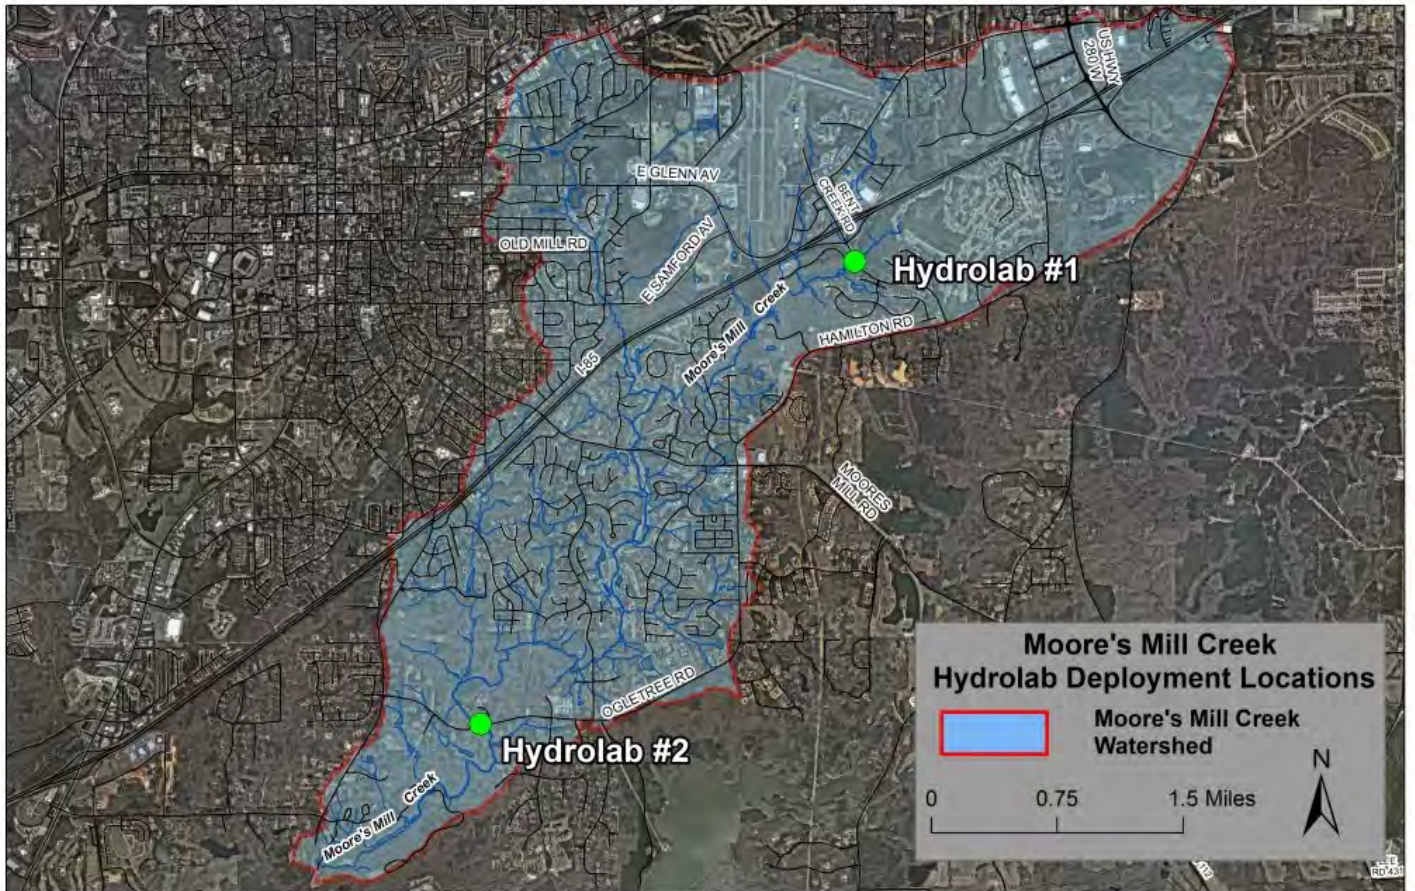 US HWY
280 W
E GLENN AV
BENT
CREEK RD
OLD MILL RD
E SAMFORD AV
Hydrolab #1
Moore's Mill Creek
HAMILTON RD
I-85
MOORES
MILL RD
OGLETREE RD
Hydrolab #2
Moore's Mill Creek
Moore's Mill Creek
Hydrolab Deployment Locations
Moore's Mill Creek
Watershed
N
0 0.75 1.5 Miles
RD 431